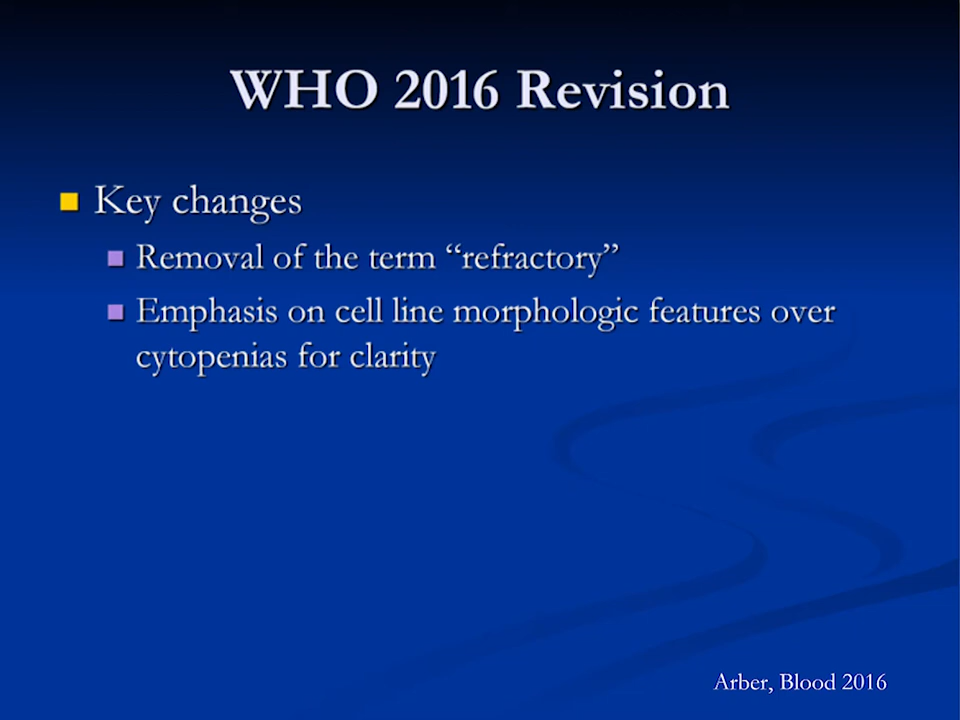 WHO 2016 Revision
Key changes
Removal of the term “refractory”
Emphasis on cell line morphologic features over
cytopenias for clarity
Arber, Blood 2016